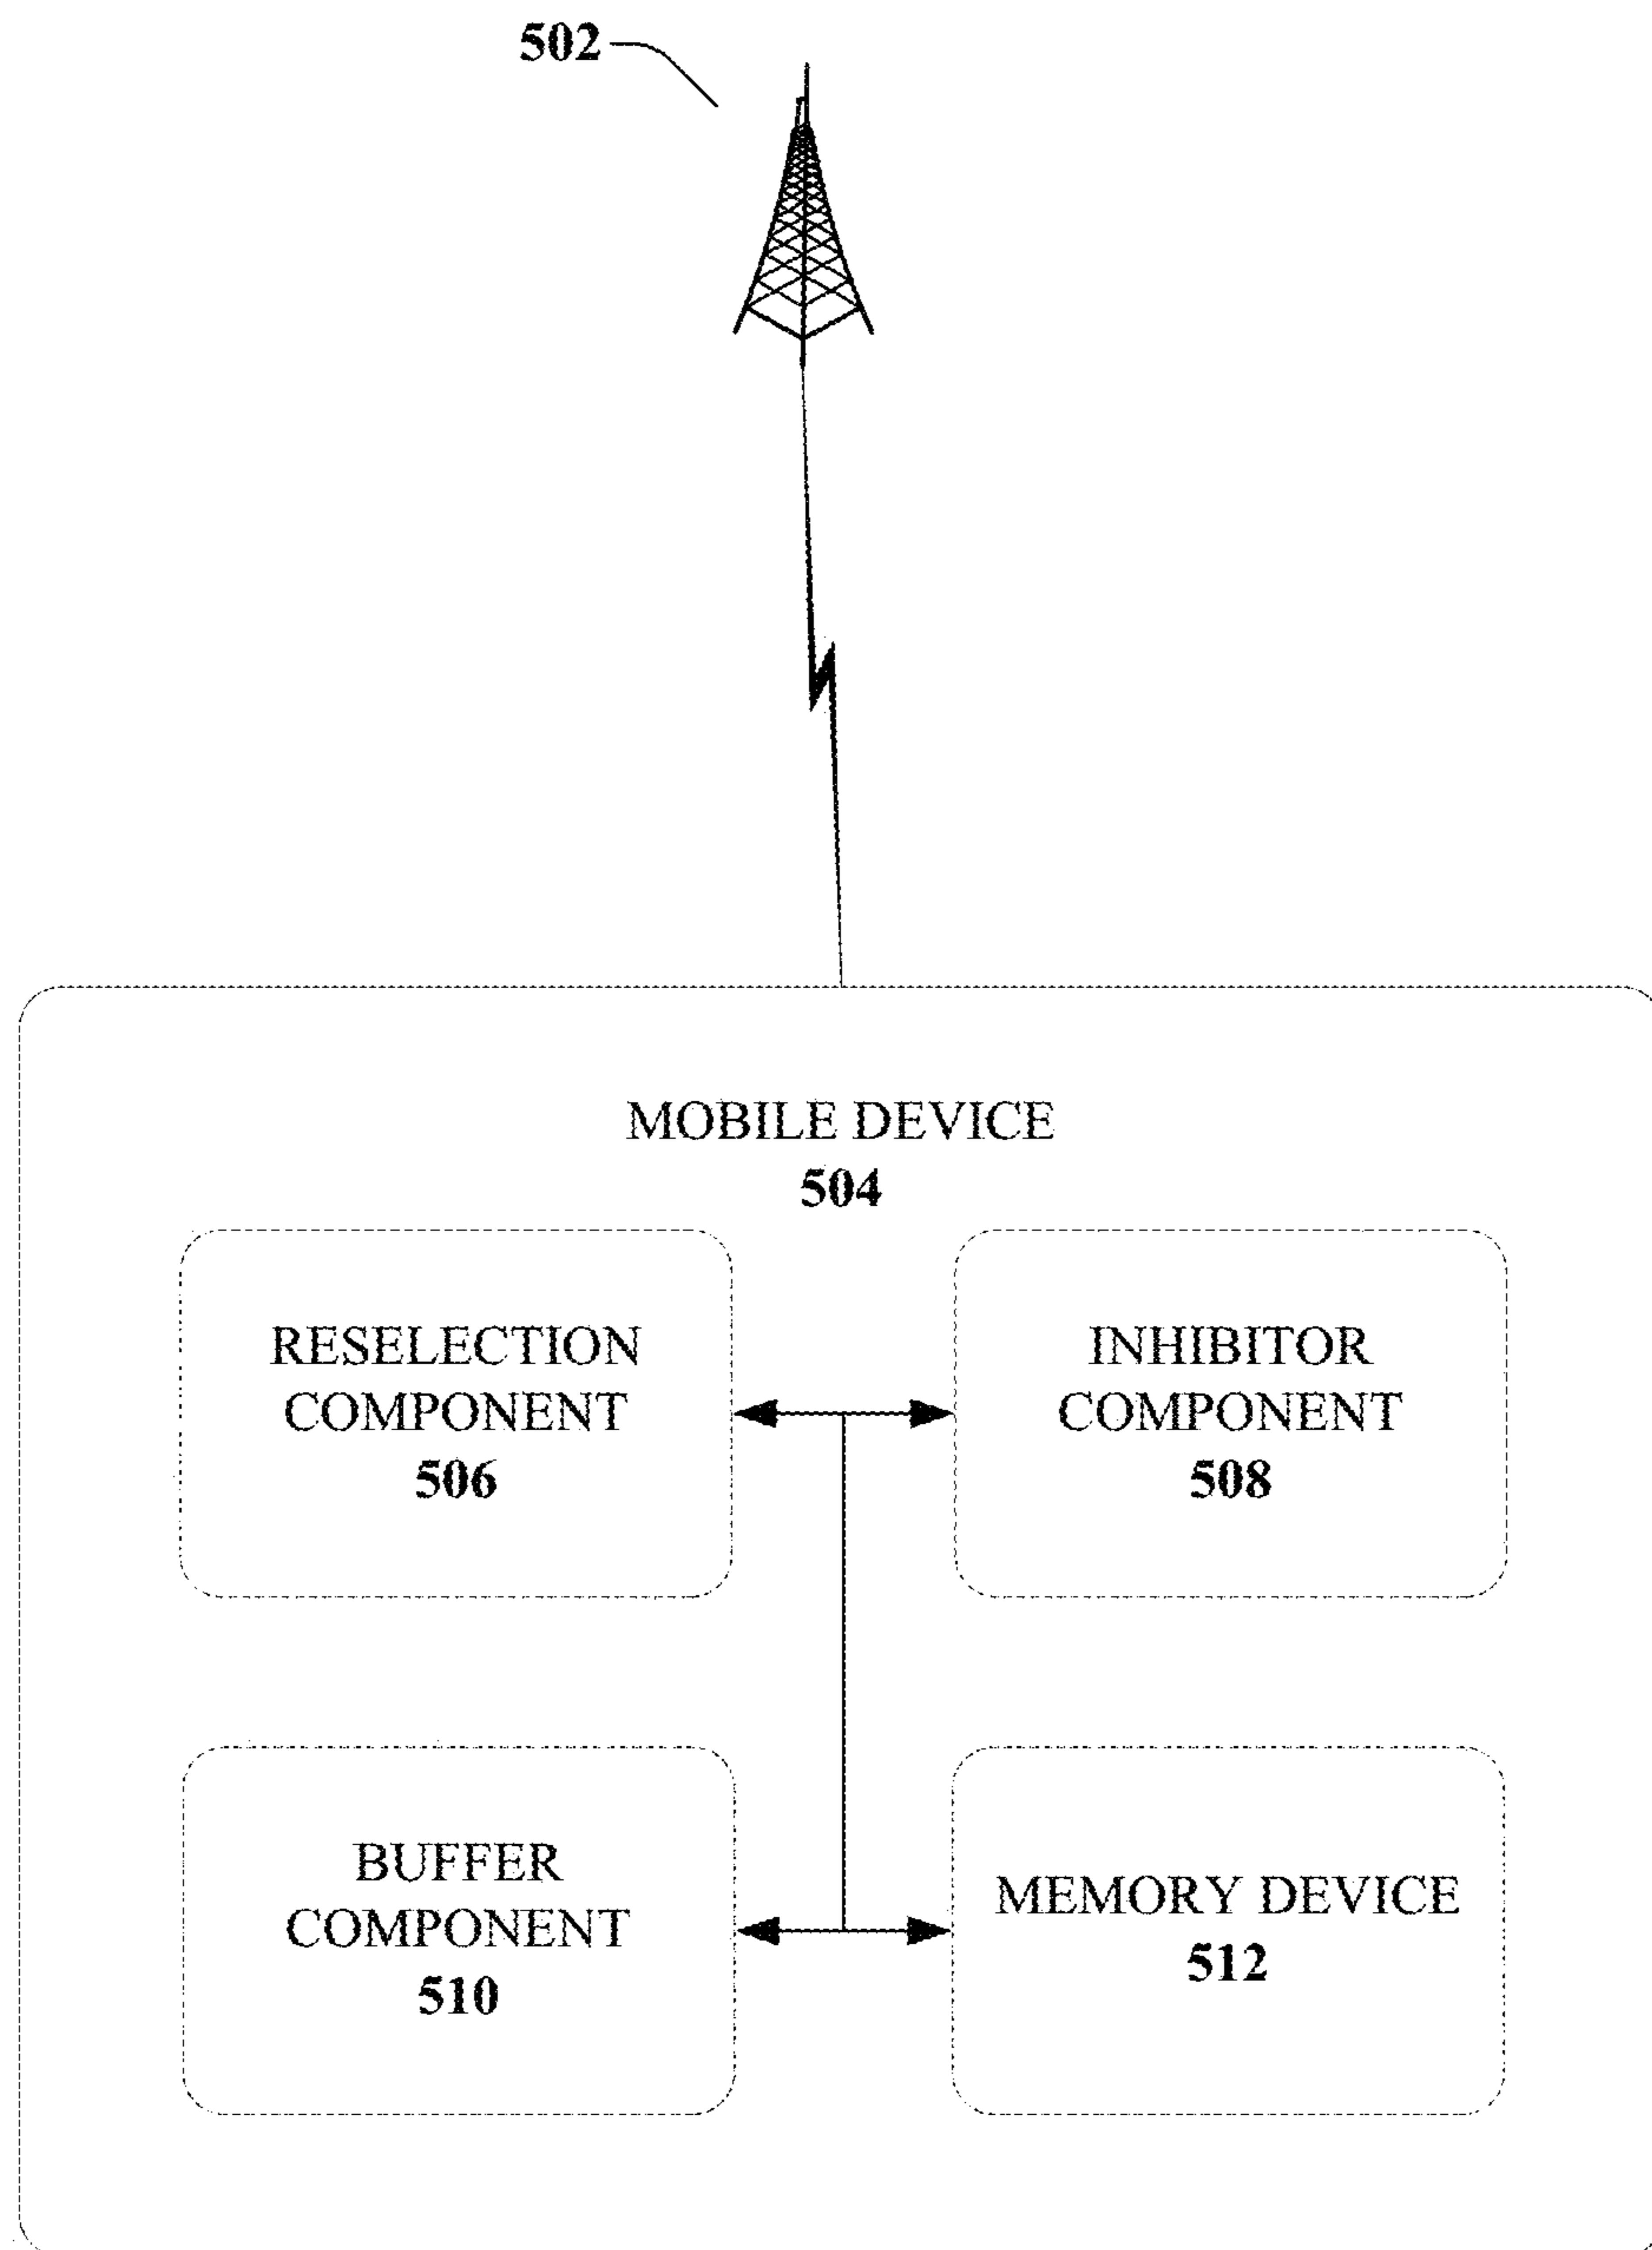 502
MOBILE DEVICE
504
RESELECTION
COMPONENT
506
INHIBITOR
COMPONENT
508
BUFFER
COMPONENT
510
MEMORY DEVICE
512